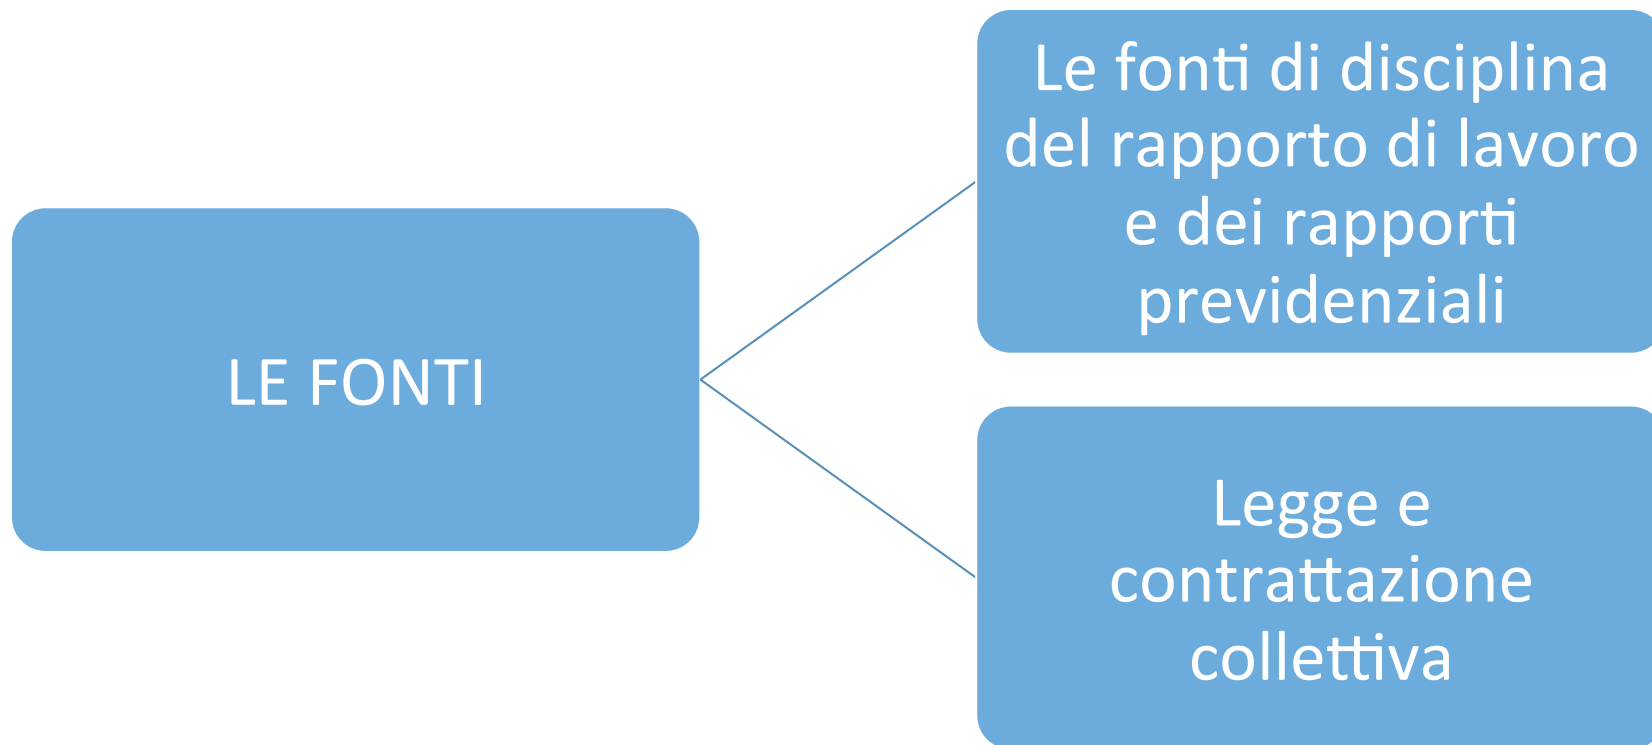 LE FONTI
Le fonti di disciplina
del rapporto di lavoro
e dei rapporti
previdenziali
Legge e
contrattazione
collettiva